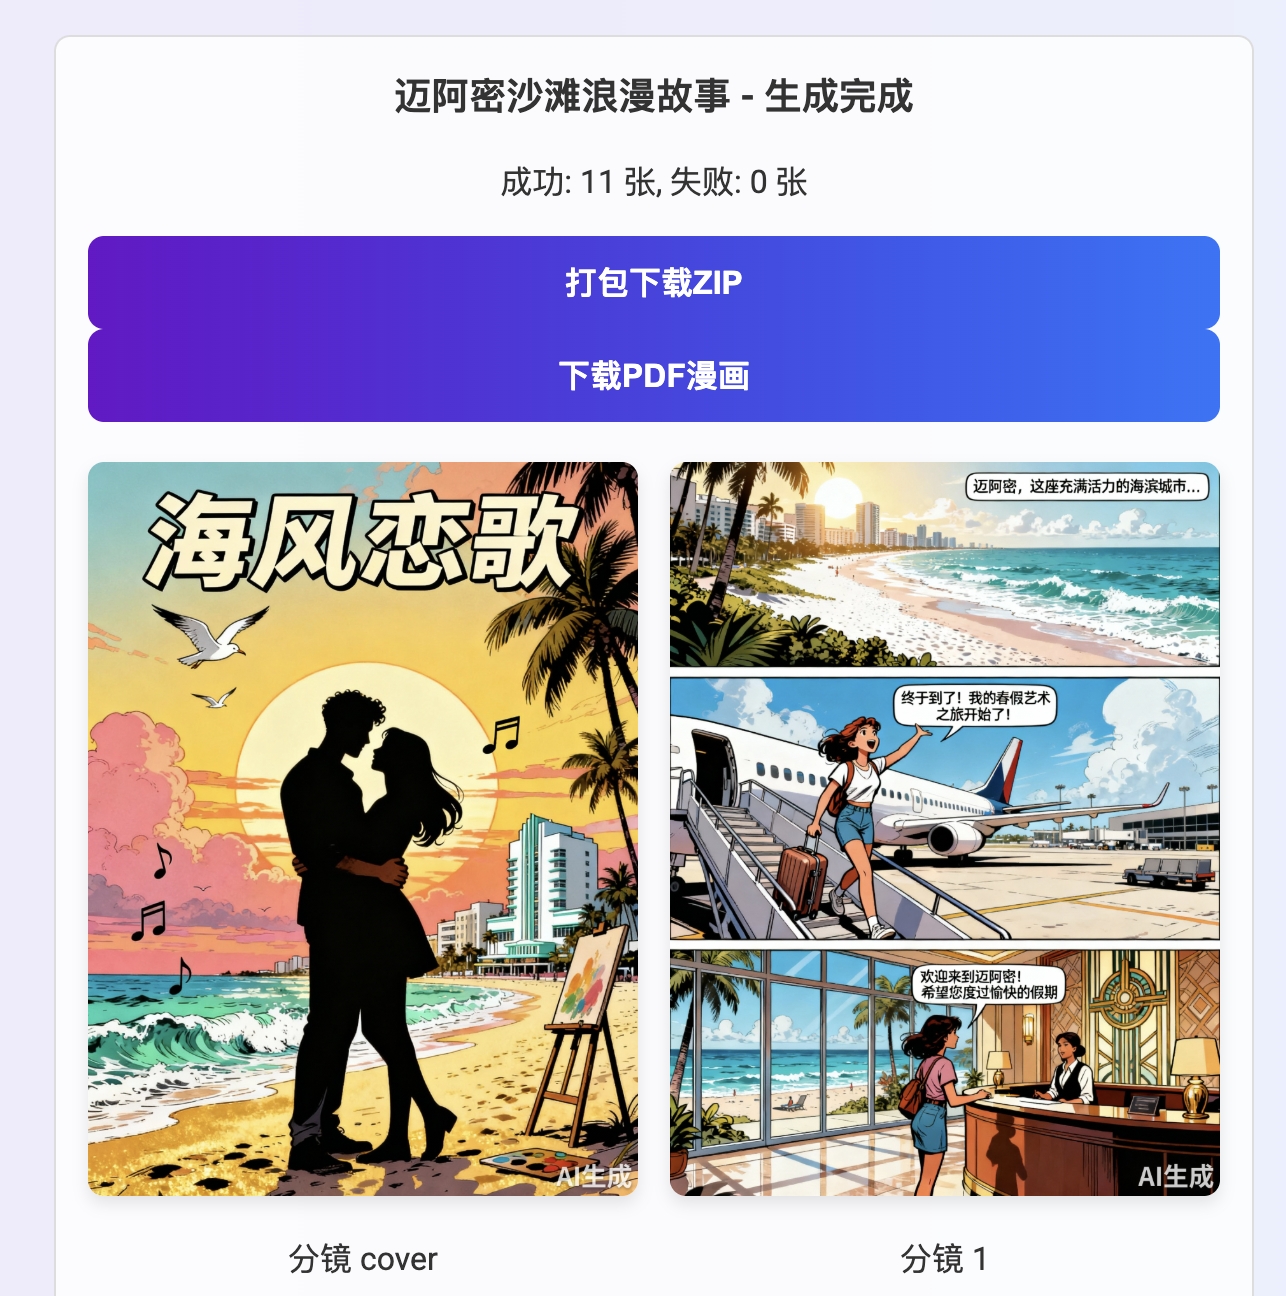 迈阿密沙滩浪漫故事 - 生成完成
成功: 11 张, 失败: 0 张
打包下载ZIP
下载PDF漫画
海风恋歌
AI生成
分镜 cover
迈阿密，这座充满活力的海滨城市...
终于到了！我的春假艺术
之旅开始了！
欢迎来到迈阿密！
希望您度过愉快的假期
AI生成
分镜 1